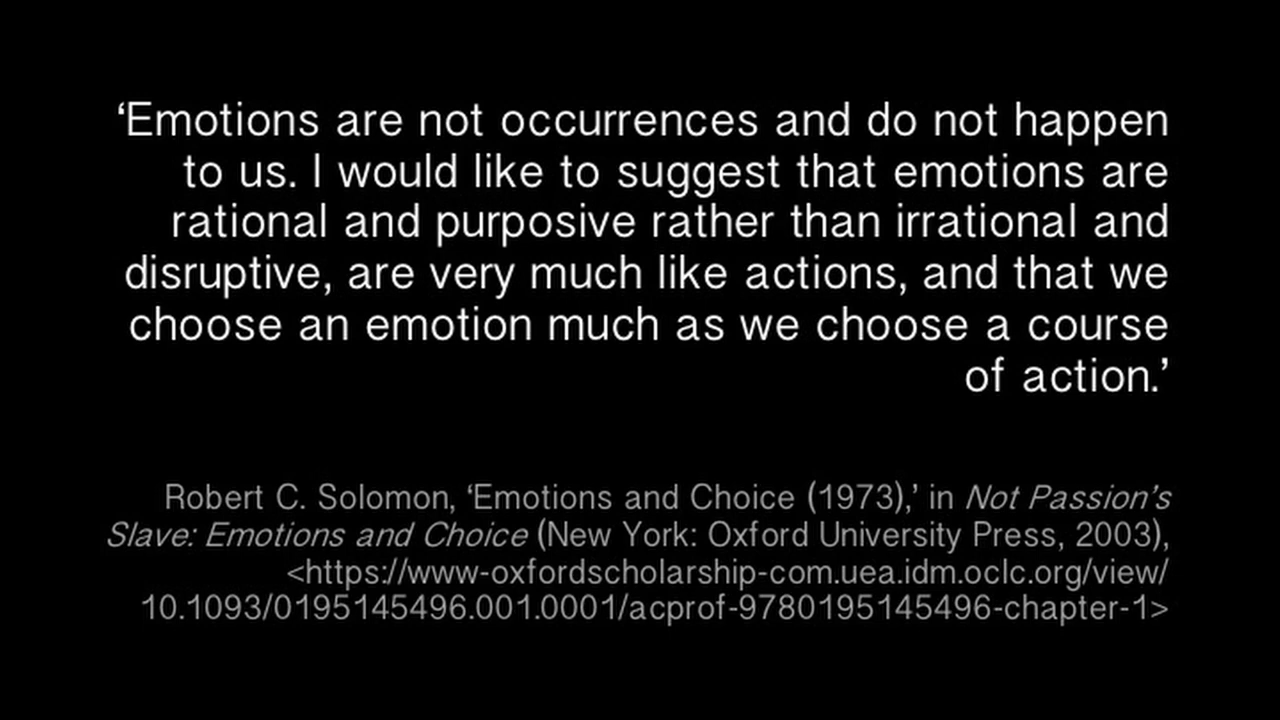 ‘Emotions are not occurrences and do not happen
to us. I would like to suggest that emotions are
rational and purposive rather than irrational and
disruptive, are very much like actions, and that we
choose an emotion much as we choose a course
of action.’
Robert C. Solomon, ‘Emotions and Choice (1973),’ in Not Passion’s
Slave: Emotions and Choice (New York: Oxford University Press, 2003),
<https://www-oxfordscholarship-com.uea.idm.oclc.org/view/
10.1093/0195145496.001.0001/acprof-9780195145496-chapter-1>